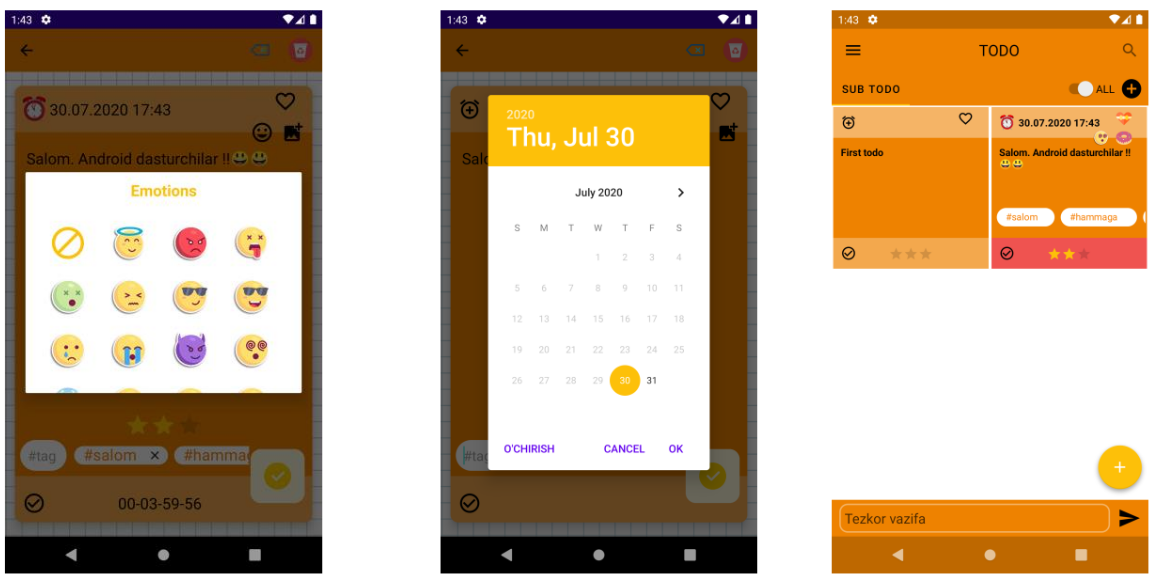 1:43
30.07.2020 17:43
Salom. Android dasturchilar !!😃😃
Emotions
#tag #salom × #hamma
00-03-59-56
1:43
2020
Thu, Jul 30
Salo
July 2020
S M T W T F S
1 2 3 4
5 6 7 8 9 10 11
12 13 14 15 16 17 18
19 20 21 22 23 24 25
26 27 28 29 30 31
#tag
O'CHIRISH CANCEL OK
1:43
TODO
SUB TODO ALL
First todo
30.07.2020 17:43
Salom. Android dasturchilar !!
😃😃
#salom #hammaga
Tezkor vazifa